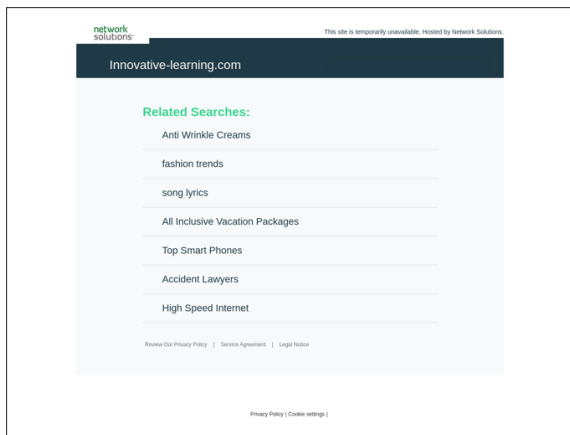 network
solutions
This site is temporarily unavailable. Hosted by Network Solutions.
Innovative-learning.com
Related Searches:
Anti Wrinkle Creams
fashion trends
song lyrics
All Inclusive Vacation Packages
Top Smart Phones
Accident Lawyers
High Speed Internet
Review Our Privacy Policy | Service Agreement | Legal Notice
Privacy Policy | Cookie settings |